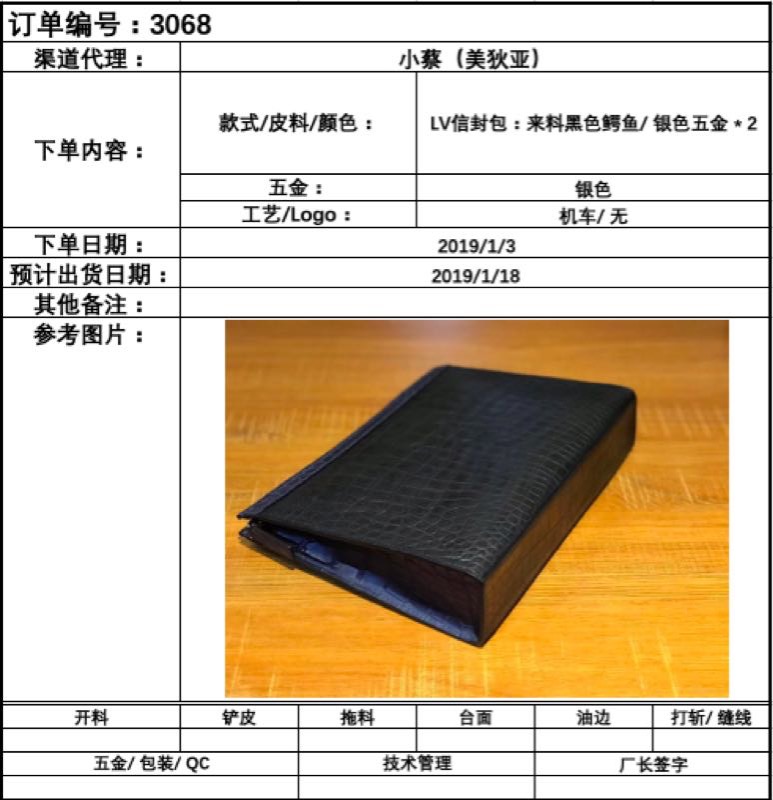 订单编号：3068
渠道代理：
小蔡（美狄亚）
下单内容：
款式/皮料/颜色：
LV信封包：来料黑色鳄鱼/ 银色五金 * 2
五金：
银色
工艺/Logo：
机车/ 无
下单日期：
2019/1/3
预计出货日期：
2019/1/18
其他备注：
参考图片：
开料
铲皮
拖料
台面
油边
打斩/ 缝线
五金/ 包装/ QC
技术管理
厂长签字